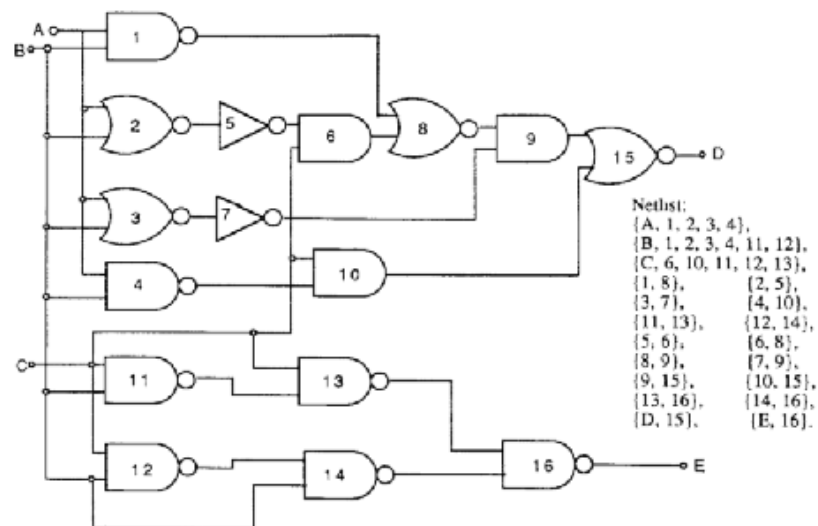 A
B
1
2
5
6
8
9
15
D
3
7
4
10
C
11
13
12
14
16
E
Netlist:
{A, 1, 2, 3, 4},
{B, 1, 2, 3, 4, 11, 12},
{C, 6, 10, 11, 12, 13},
{1, 8}, {2, 5},
{3, 7}, {4, 10},
{11, 13}, {12, 14},
{5, 6}, {6, 8},
{8, 9}, {7, 9},
{9, 15}, {10, 15},
{13, 16}, {14, 16},
{D, 15}, {E, 16}.